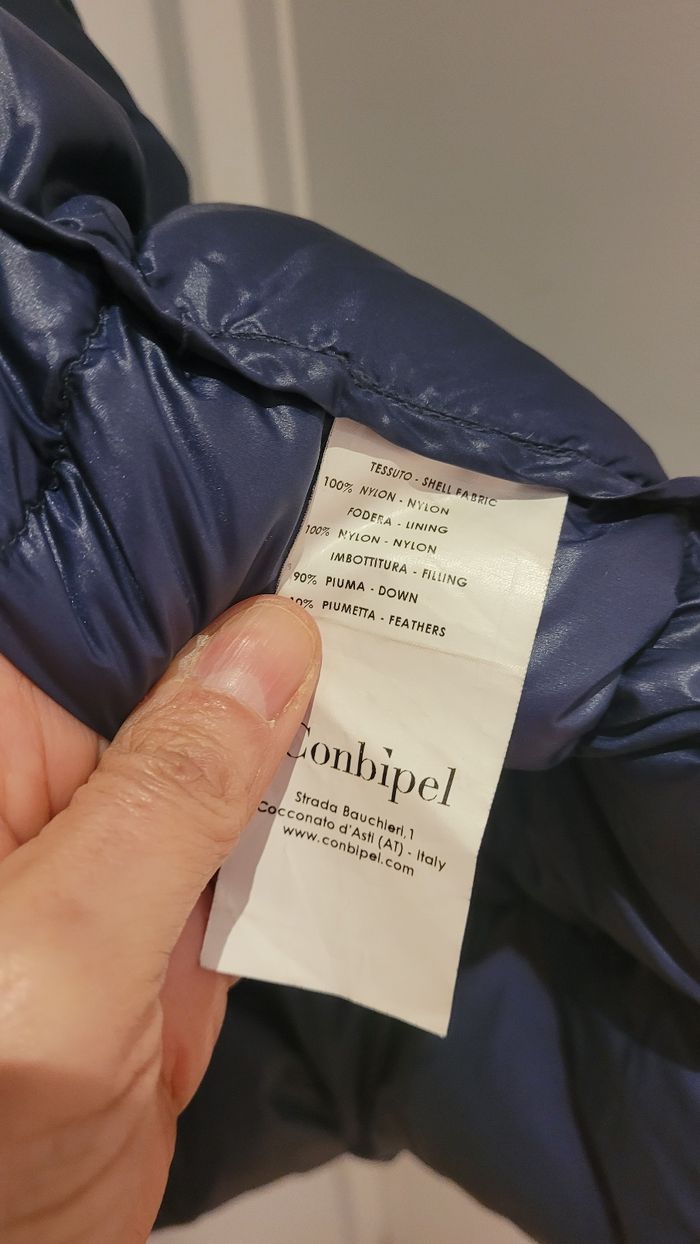 TESSUTO - SHELL FABRIC
100% NYLON - NYLON
FODERA - LINING
100% NYLON - NYLON
IMBOTTITURA - FILLING
90% PIUMA - DOWN
10% PIUMETTA - FEATHERS
Conbipel
Strada Bauchieri, 1
Cocconato d'Asti (AT) - Italy
www.conbipel.com